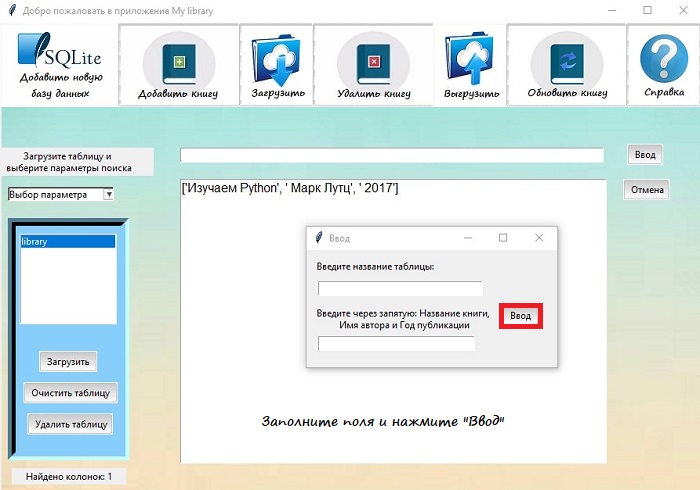 Добро пожаловать в приложение My library
SQLite
Добавить новую
базу данных
Добавить книгу
Загрузить
Удалить книгу
Выгрузить
Обновить книгу
Справка
Загрузите таблицу и
выберите параметры поиска
Ввод
Выбор параметра
Отмена
['Изучаем Python', ' Марк Лутц', ' 2017']
library
Ввод
Введите название таблицы:
Введите через запятую: Название книги,
Имя автора и Год публикации
Ввод
Загрузить
Очистить таблицу
Удалить таблицу
Заполните поля и нажмите "Ввод"
Найдено колонок: 1